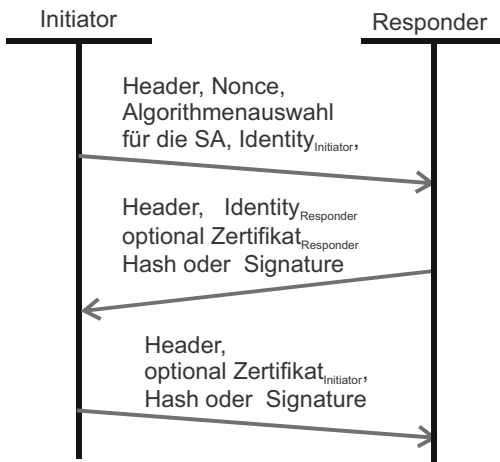 Initiator
Responder
Header, Nonce,
Algorithmenauswahl
für die SA, Identity Initiator,
Header, Identity Responder
optional Zertifikat Responder
Hash oder Signature
Header,
optional Zertifikat Initiator,
Hash oder Signature